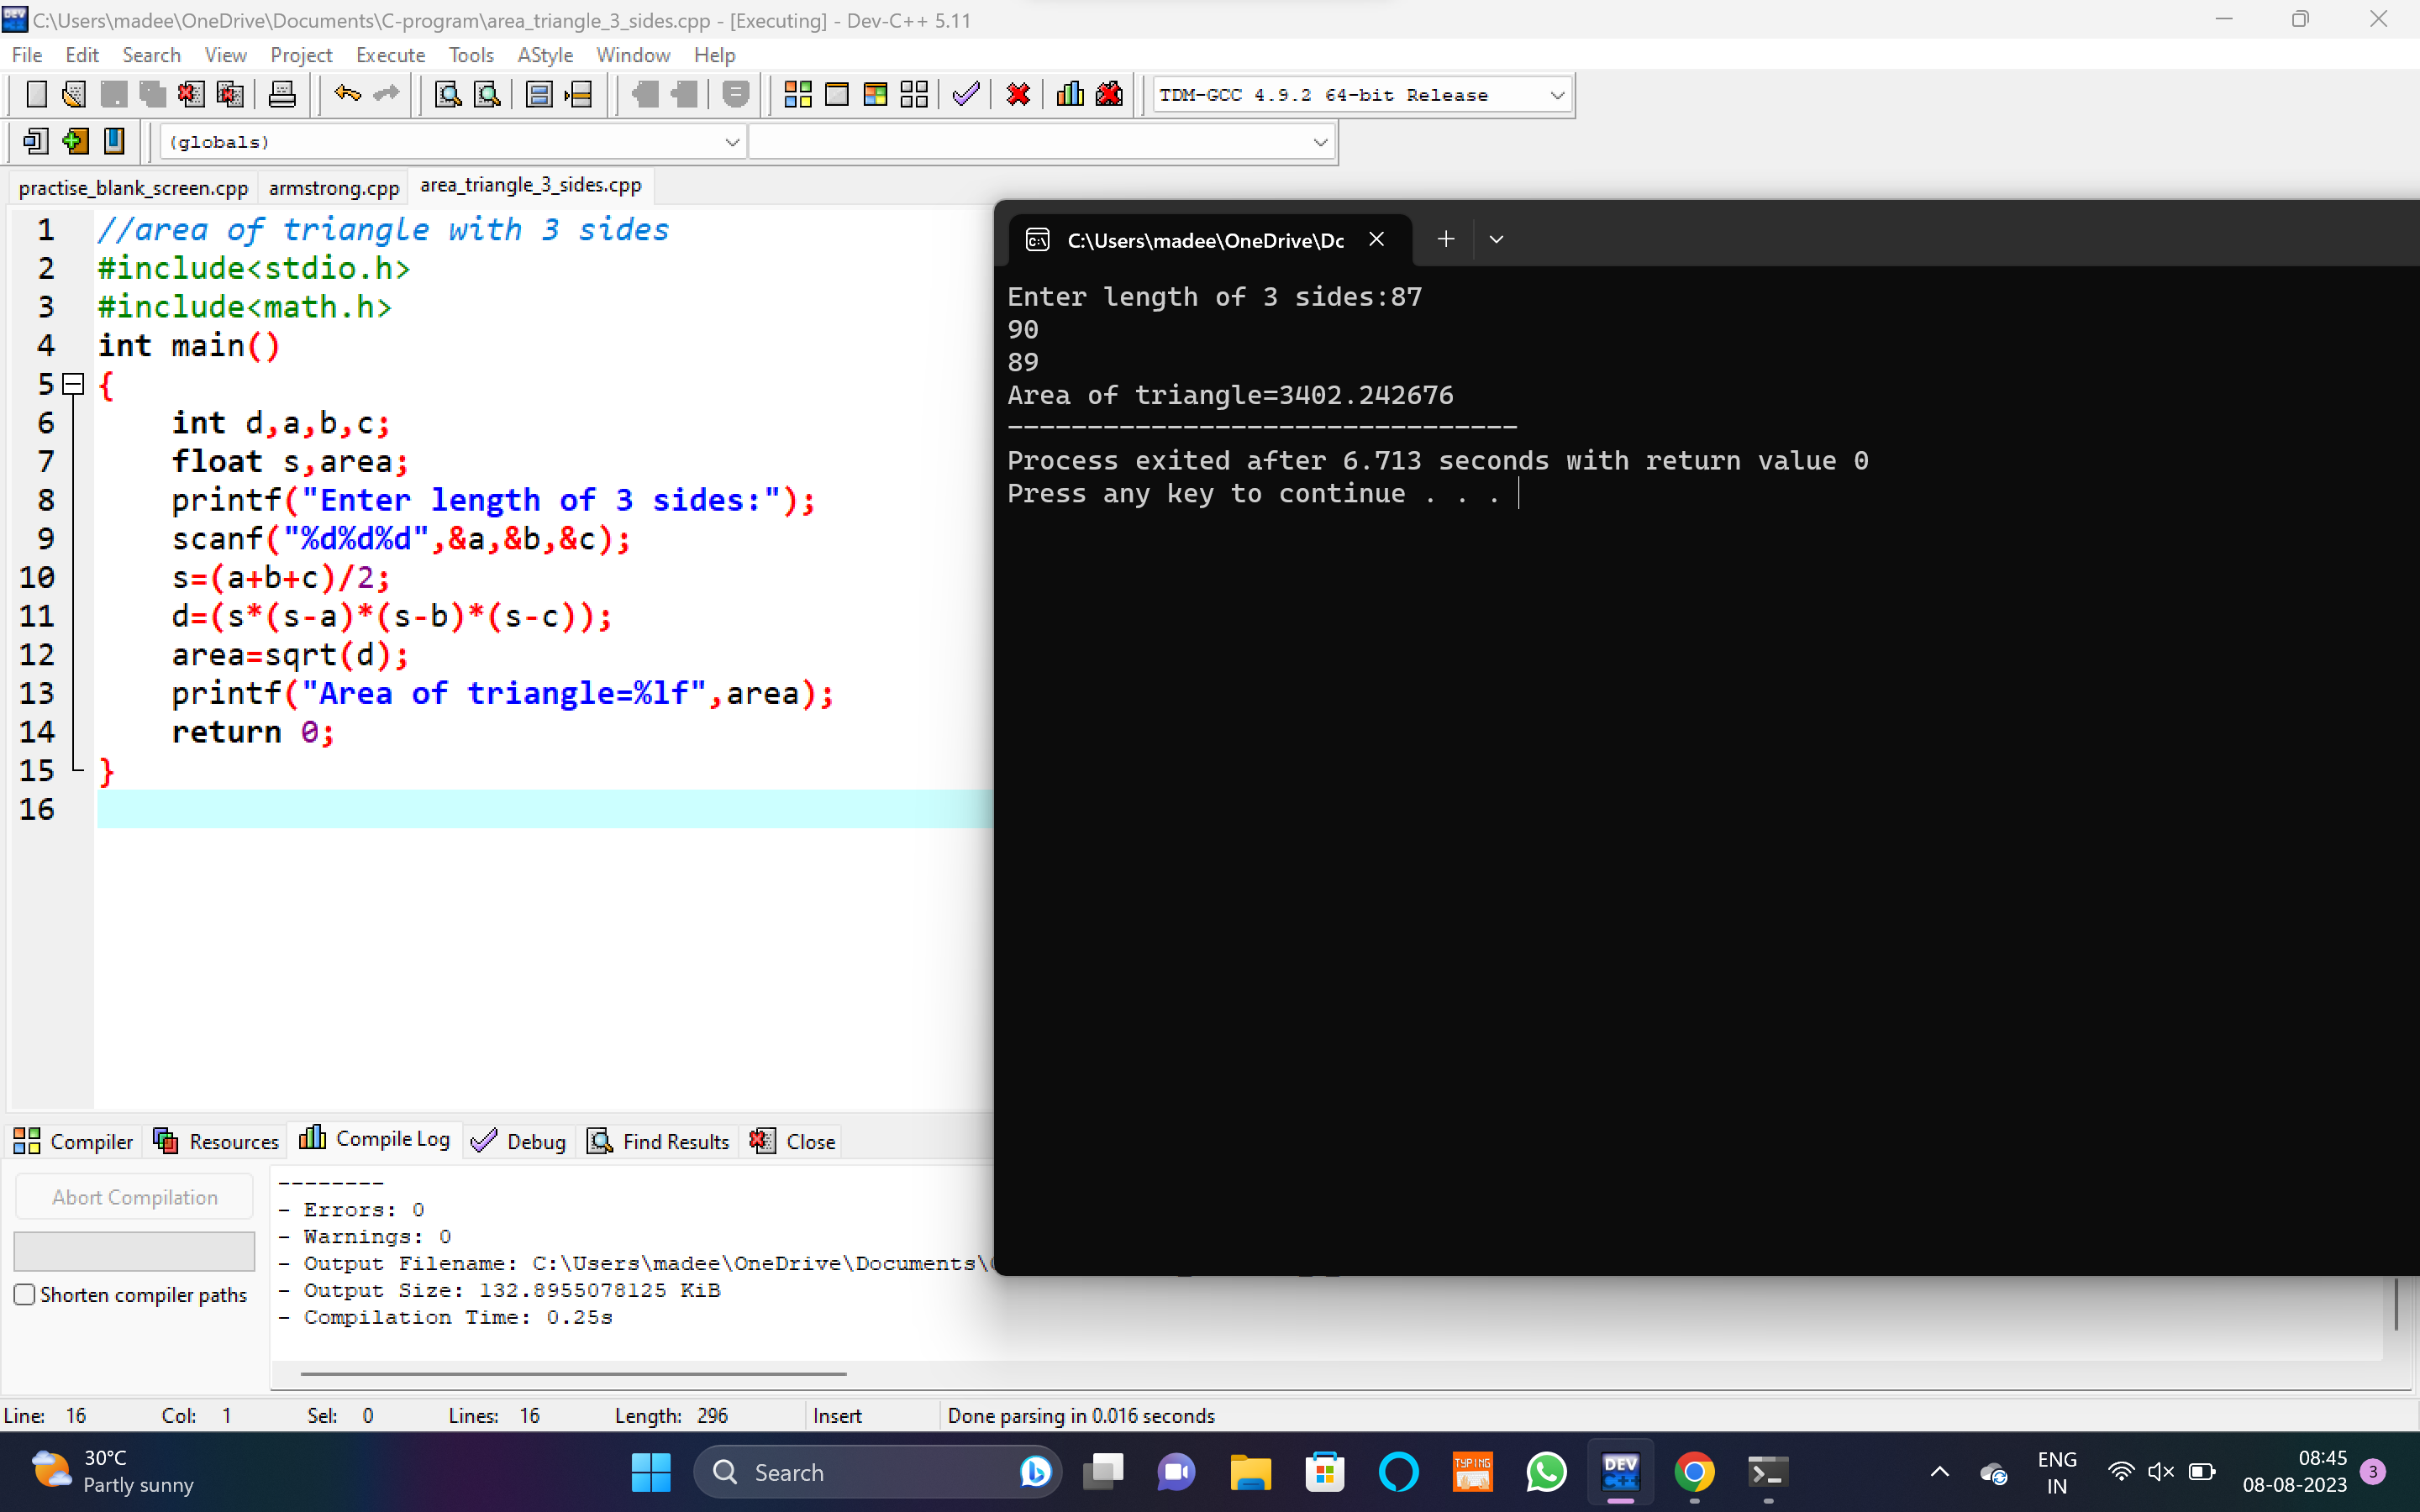 C:\Users\madee\OneDrive\Documents\C-program\area_triangle_3_sides.cpp - [Executing] - Dev-C++ 5.11
File Edit Search View Project Execute Tools AStyle Window Help
TDM-GCC 4.9.2 64-bit Release
(globals)
practise_blank_screen.cpp armstrong.cpp area_triangle_3_sides.cpp
1 //area of triangle with 3 sides
2 #include<stdio.h>
3 #include<math.h>
4 int main()
5 {
6 int d,a,b,c;
7 float s,area;
8 printf("Enter length of 3 sides:");
9 scanf("%d%d%d",&a,&b,&c);
10 s=(a+b+c)/2;
11 d=(s*(s-a)*(s-b)*(s-c));
12 area=sqrt(d);
13 printf("Area of triangle=%lf",area);
14 return 0;
15 }
16
C:\Users\madee\OneDrive\Dc
Enter length of 3 sides:87
90
89
Area of triangle=3402.242676
--------------------------------
Process exited after 6.713 seconds with return value 0
Press any key to continue . . .
Compiler Resources Compile Log Debug Find Results Close
Abort Compilation
Shorten compiler paths
--------
- Errors: 0
- Warnings: 0
- Output Filename: C:\Users\madee\OneDrive\Documents\
- Output Size: 132.8955078125 KiB
- Compilation Time: 0.25s
Line: 16 Col: 1 Sel: 0 Lines: 16 Length: 296 Insert Done parsing in 0.016 seconds
30°C
Partly sunny
Search
TYPING
DEV
C++
ENG
IN
08:45
08-08-2023
3